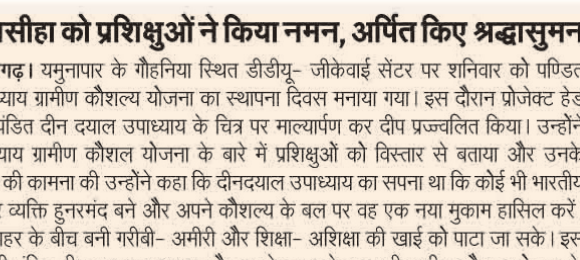 सीहा को प्रशिक्षुओं ने किया नमन, अर्पित किए श्रद्धासुमन
गढ़। यमुनापार के गौहनिया स्थित डीडीयू- जीकेवाई सेंटर पर शनिवार को पण्डित
ध्याय ग्रामीण कौशल्य योजना का स्थापना दिवस मनाया गया। इस दौरान प्रोजेक्ट हेड
पंडित दीन दयाल उपाध्याय के चित्र पर माल्यार्पण कर दीप प्रज्ज्वलित किया। उन्होंने
याय ग्रामीण कौशल योजना के बारे में प्रशिक्षुओं को विस्तार से बताया और उनके
की कामना की उन्होंने कहा कि दीनदयाल उपाध्याय का सपना था कि कोई भी भारतीय
व्यक्ति हुनरमंद बने और अपने कौशल्य के बल पर वह एक नया मुकाम हासिल करें
हर के बीच बनी गरीबी- अमीरी और शिक्षा- अशिक्षा की खाई को पाटा जा सके। इस